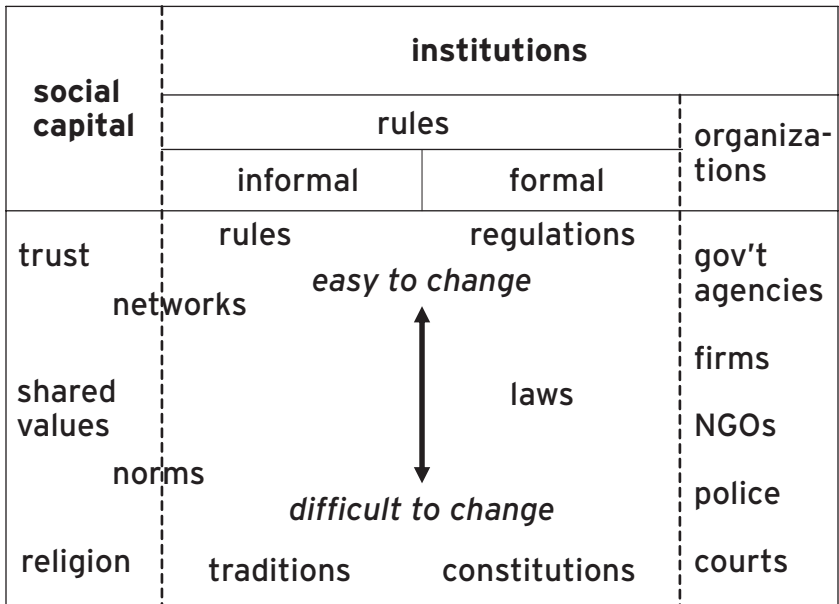 institutions
social
capital
rules
organiza-
tions
informal
formal
rules
regulations
trust
easy to change
gov't
agencies
networks
firms
shared
values
laws
NGOs
norms
difficult to change
police
religion
traditions
constitutions
courts